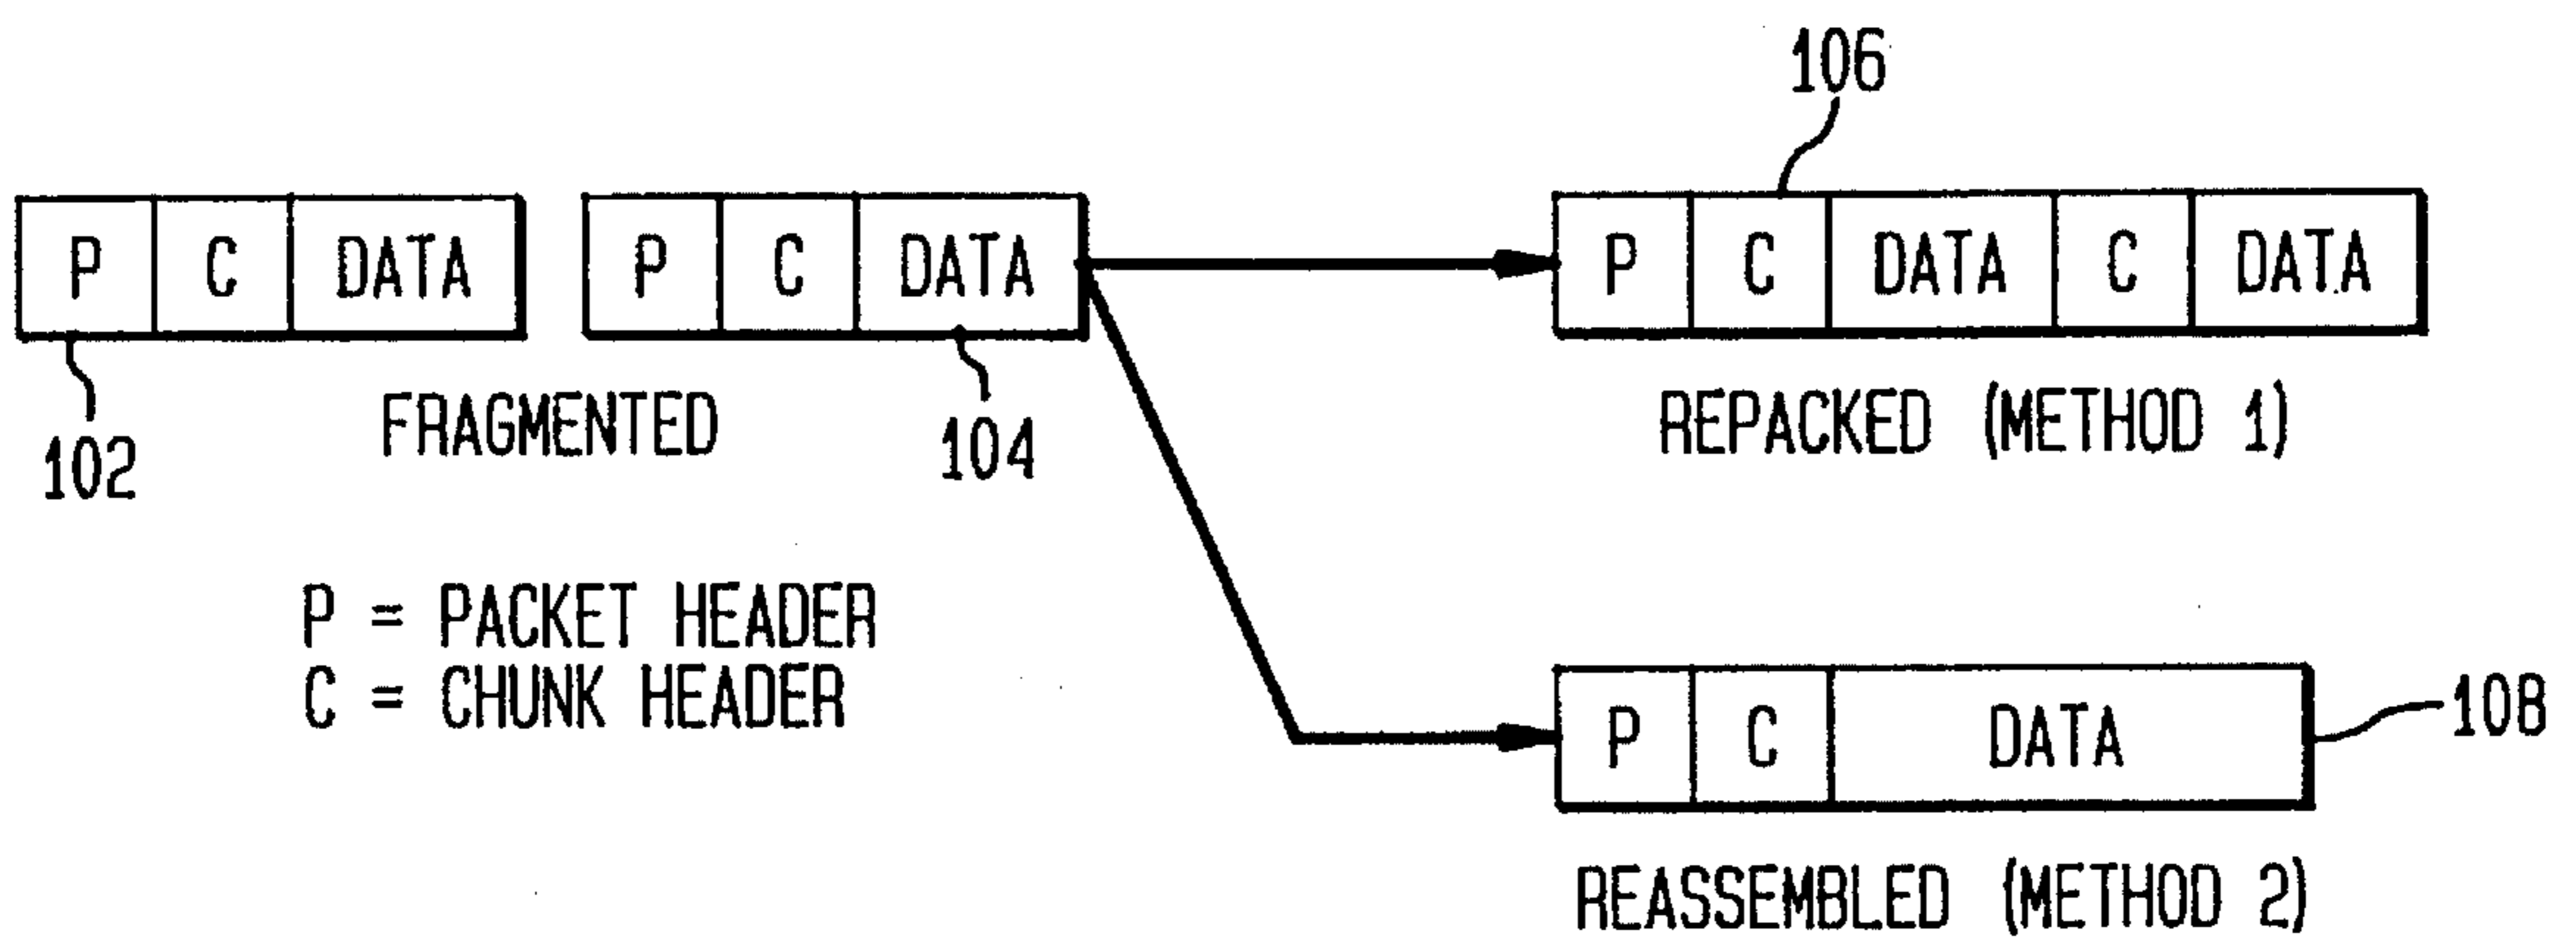 106
P C DATA P C DATA P C DATA C DATA
102 FRAGMENTED 104 REPACKED (METHOD 1)
P = PACKET HEADER
C = CHUNK HEADER
P C DATA 108
REASSEMBLED (METHOD 2)